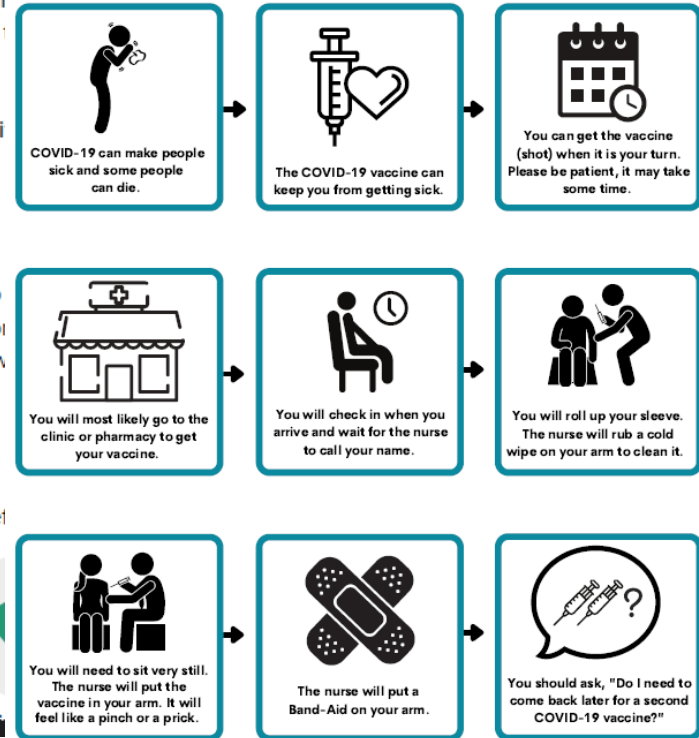 COVID-19 can make people
sick and some people
can die.
The COVID-19 vaccine can
keep you from getting sick.
You can get the vaccine
(shot) when it is your turn.
Please be patient, it may take
some time.
You will most likely go to the
clinic or pharmacy to get
your vaccine.
You will check in when you
arrive and wait for the nurse
to call your name.
You will roll up your sleeve.
The nurse will rub a cold
wipe on your arm to clean it.
You will need to sit very still.
The nurse will put the
vaccine in your arm. It will
feel like a pinch or a prick.
The nurse will put a
Band-Aid on your arm.
?
You should ask, "Do I need to
come back later for a second
COVID-19 vaccine?"